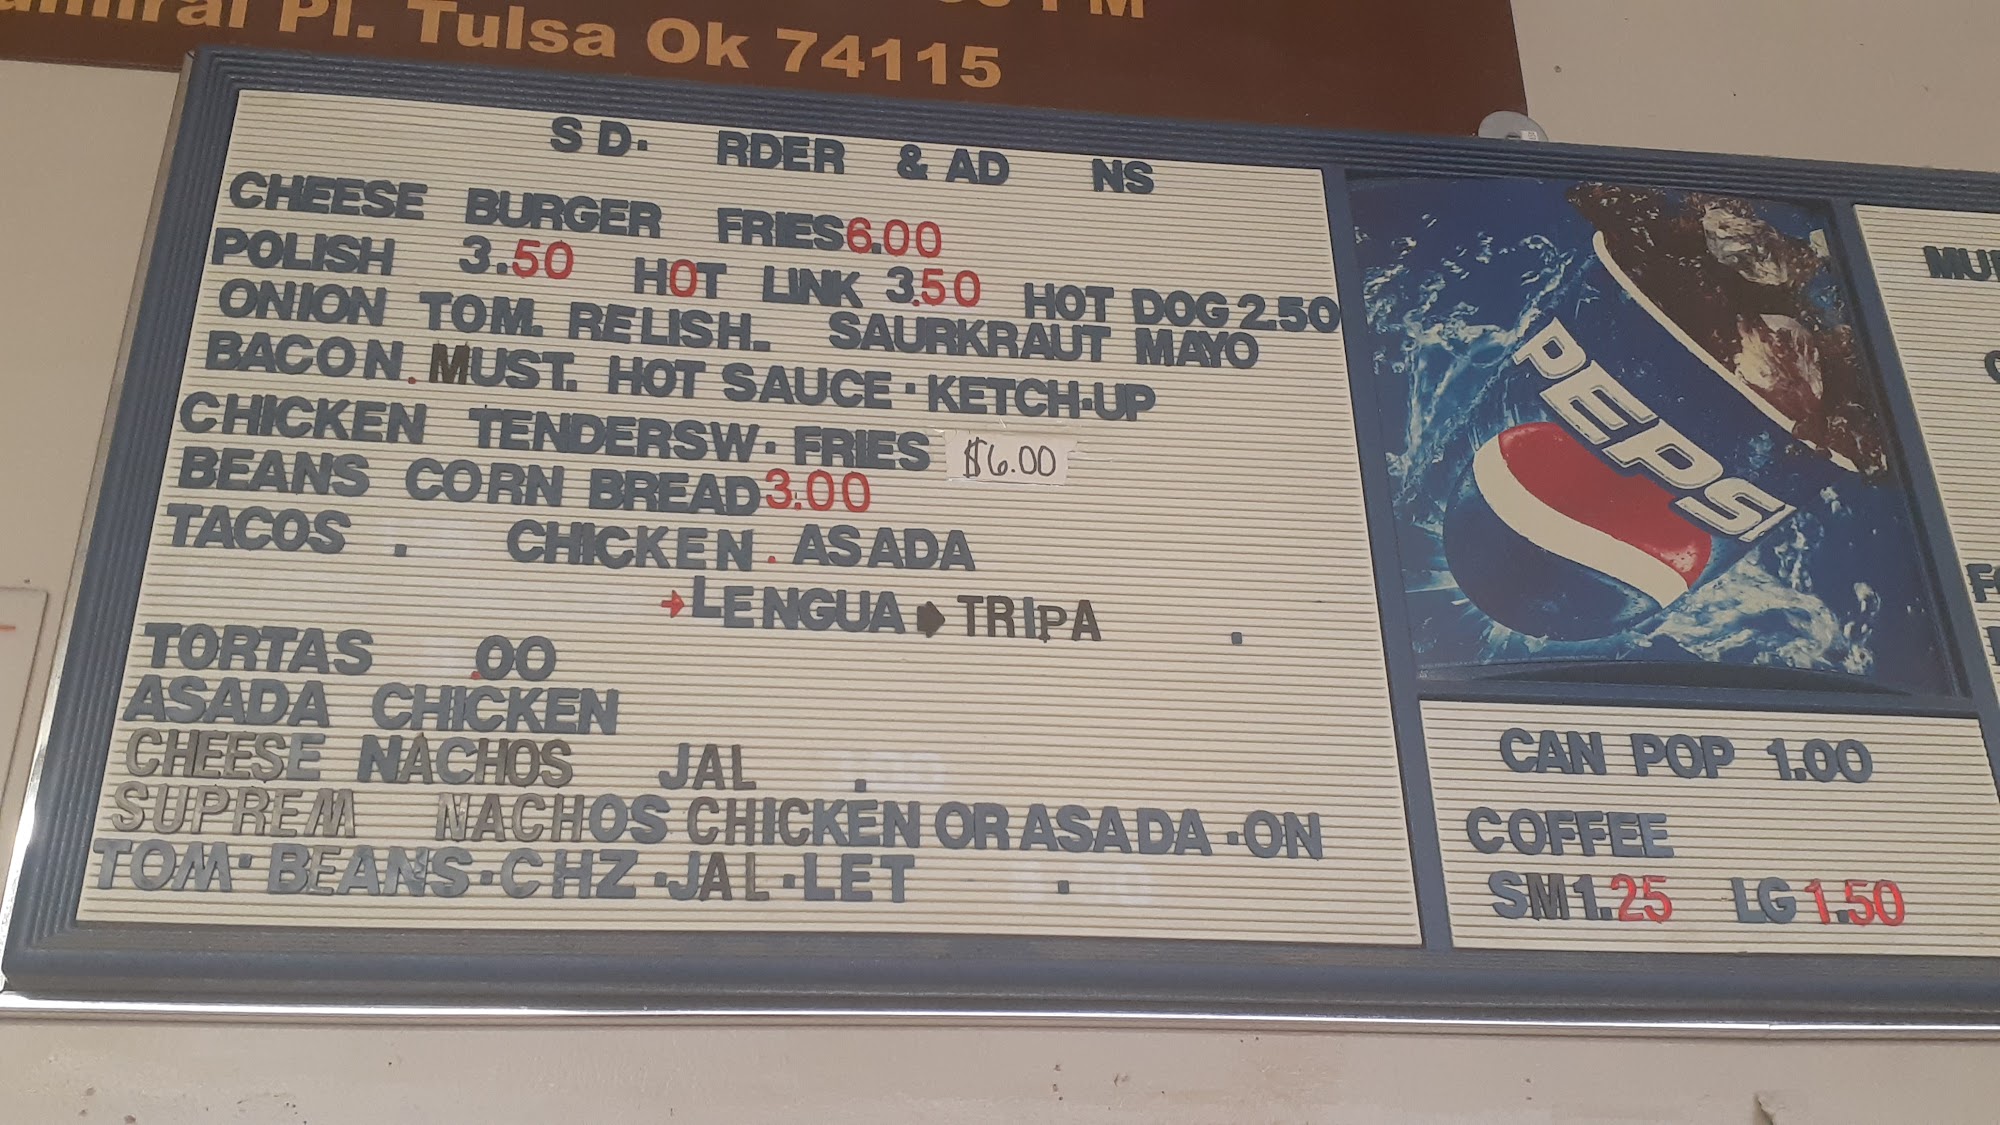 Pl. Tulsa Ok 74115
S D. RDER & AD NS
CHEESE BURGER FRIES 6.00
POLISH 3.50 HOT LINK 3.50 HOT DOG 2.50
ONION TOM. RELISH. SAURKRAUT MAYO
BACON. MUST. HOT SAUCE · KETCH-UP
CHICKEN TENDERS W· FRIES $6.00
BEANS CORN BREAD 3.00
TACOS . CHICKEN . ASADA
LENGUA TRIPA .
TORTAS .00
ASADA CHICKEN
CHEESE NACHOS JAL .
SUPREM NACHOS CHICKEN OR ASADA ·ON
TOM· BEANS·CHZ·JAL·LET .
PEPSI
CAN POP 1.00
COFFEE
SM 1.25 LG 1.50